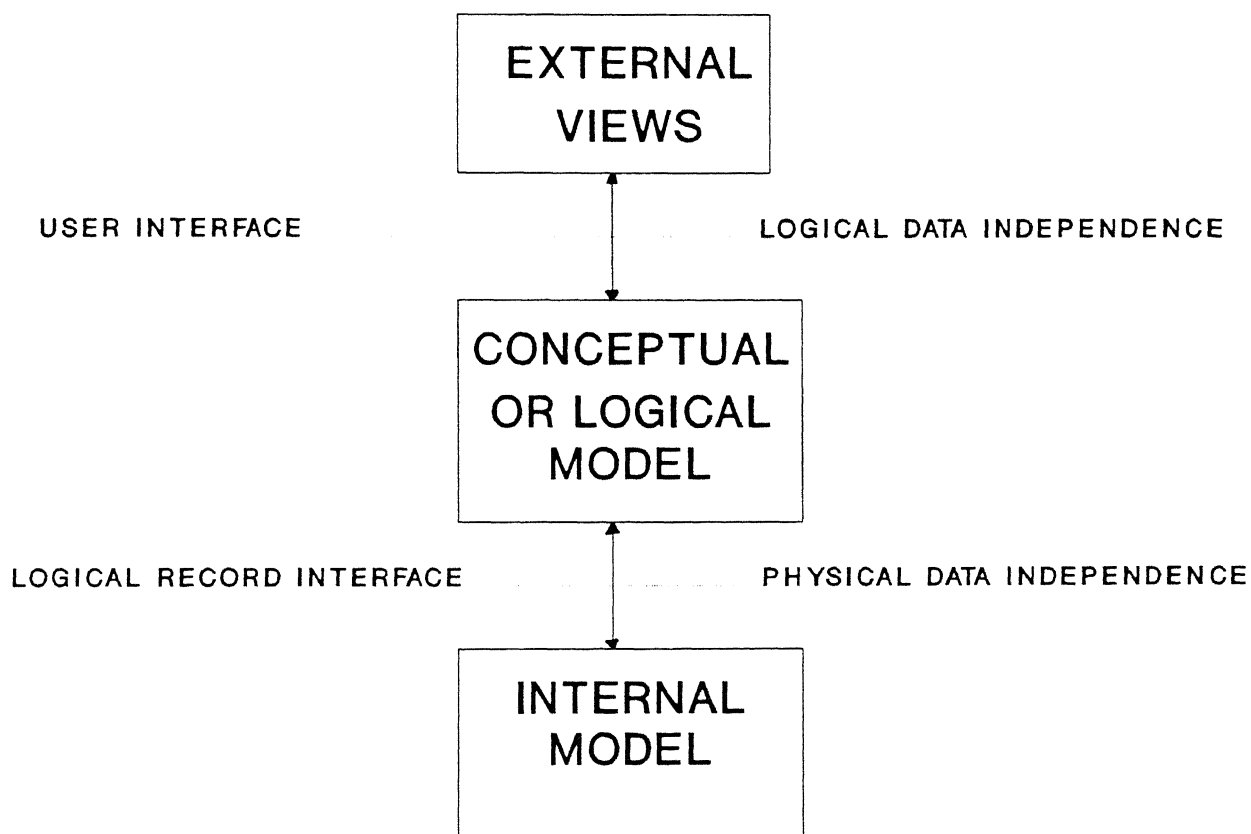 EXTERNAL
VIEWS
USER INTERFACE
LOGICAL DATA INDEPENDENCE
CONCEPTUAL
OR LOGICAL
MODEL
LOGICAL RECORD INTERFACE
PHYSICAL DATA INDEPENDENCE
INTERNAL
MODEL